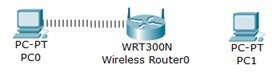 PC-PT
PC0
WRT300N
Wireless Router0
PC-PT
PC1